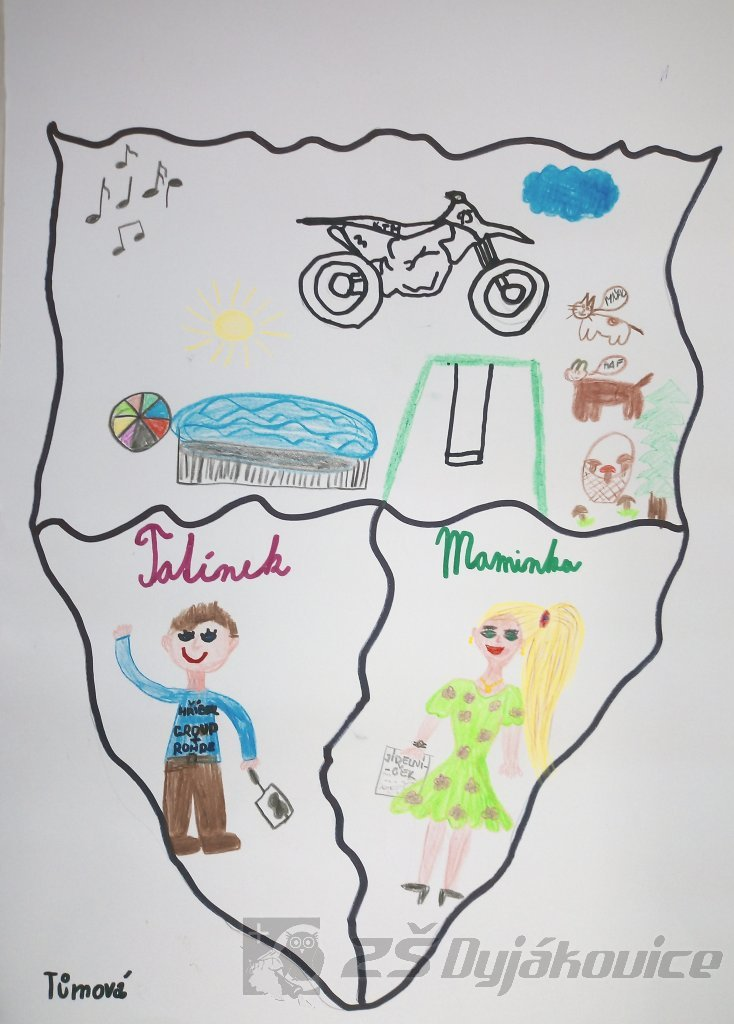 MŇAU
HAF
Tatínek
Maminka
GROUP
+
RONDE
JÍDELNÍ-
-ČEK
Tůmová
ZŠ Dyjákovice